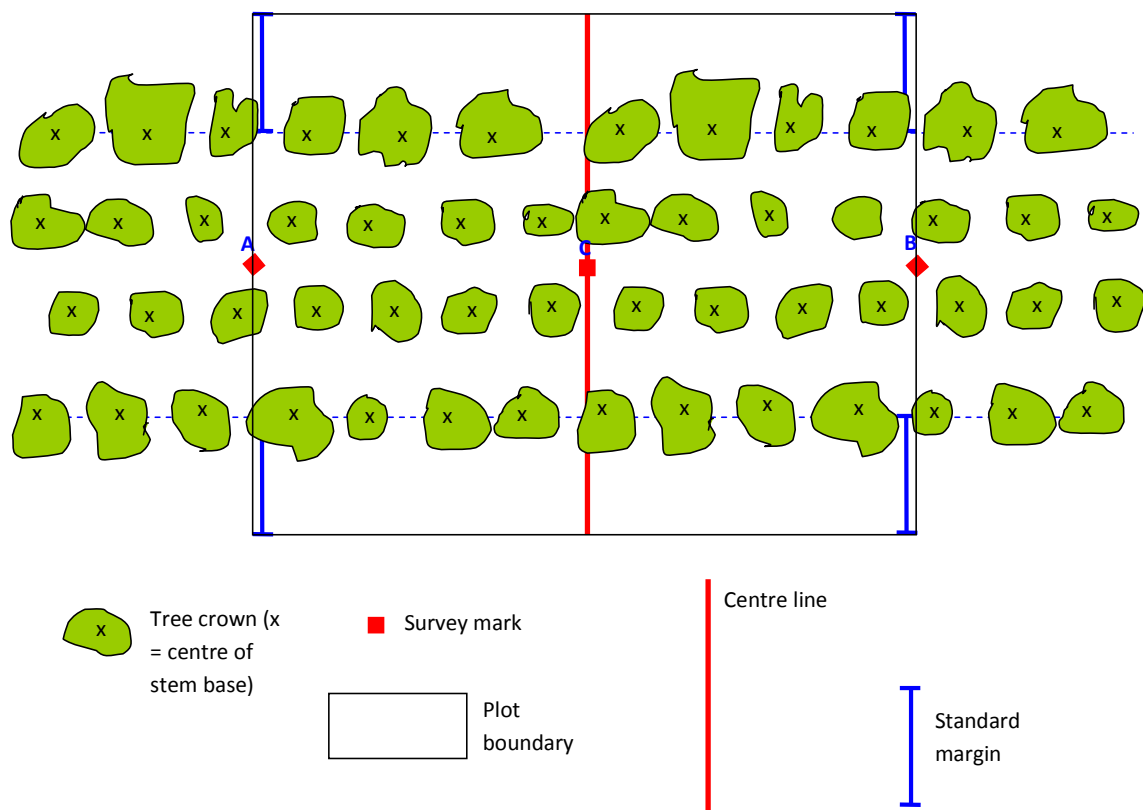 x x x x x x x x x x x x
x x x x x x x x x x x x x
A C B
x x x x x x x x x x x x x x
x x x x x x x x x x x x x x
x
Tree crown (x
= centre of
stem base)
Survey mark
Plot
boundary
Centre line
Standard
margin